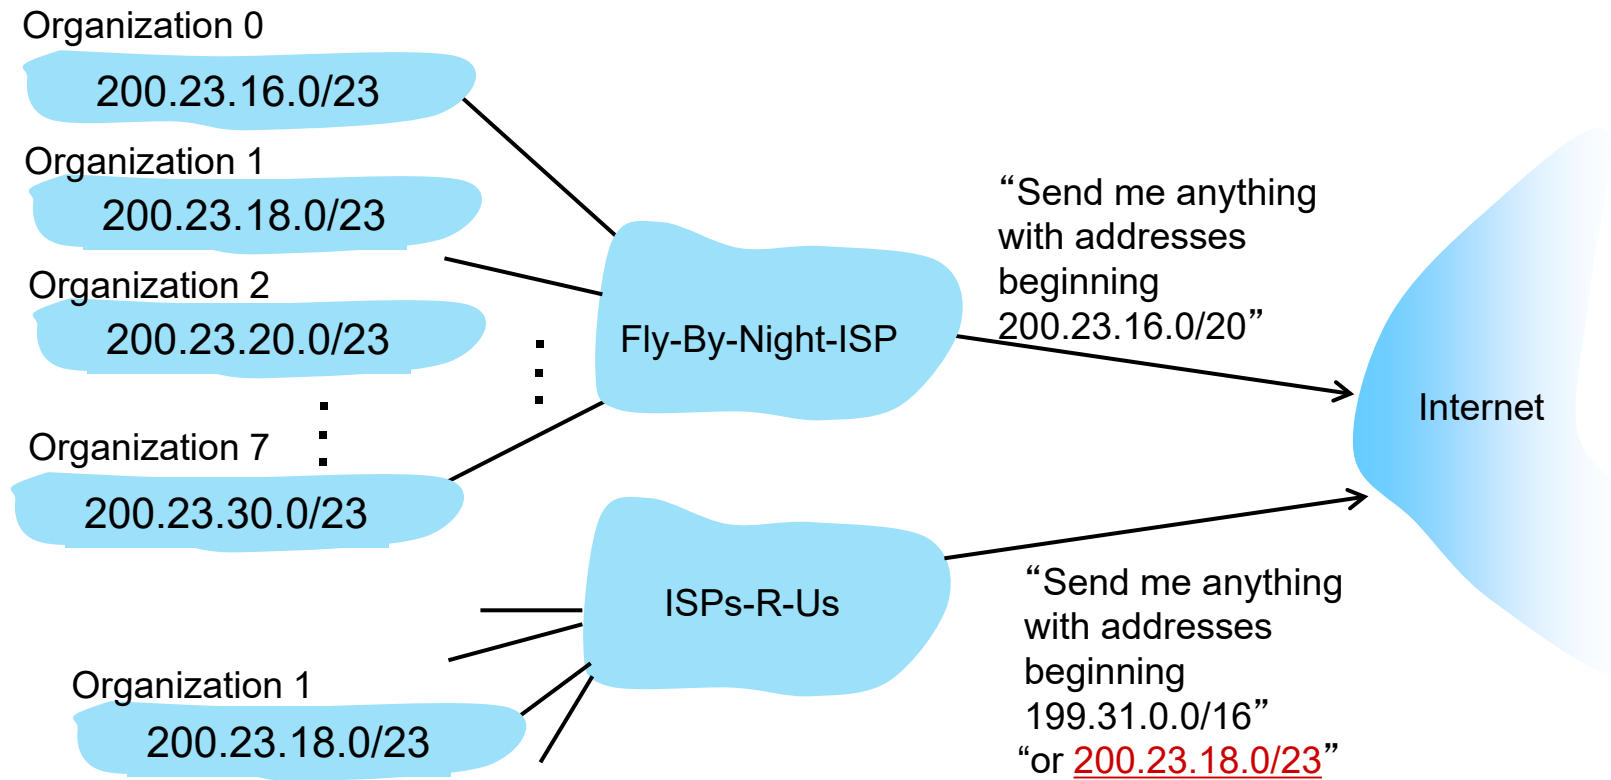 Organization 0
200.23.16.0/23
Organization 1
200.23.18.0/23
Organization 2
200.23.20.0/23
Organization 7
200.23.30.0/23
Fly-By-Night-ISP
“Send me anything
with addresses
beginning
200.23.16.0/20”
Internet
ISPs-R-Us
Organization 1
200.23.18.0/23
“Send me anything
with addresses
beginning
199.31.0.0/16”
“or 200.23.18.0/23”